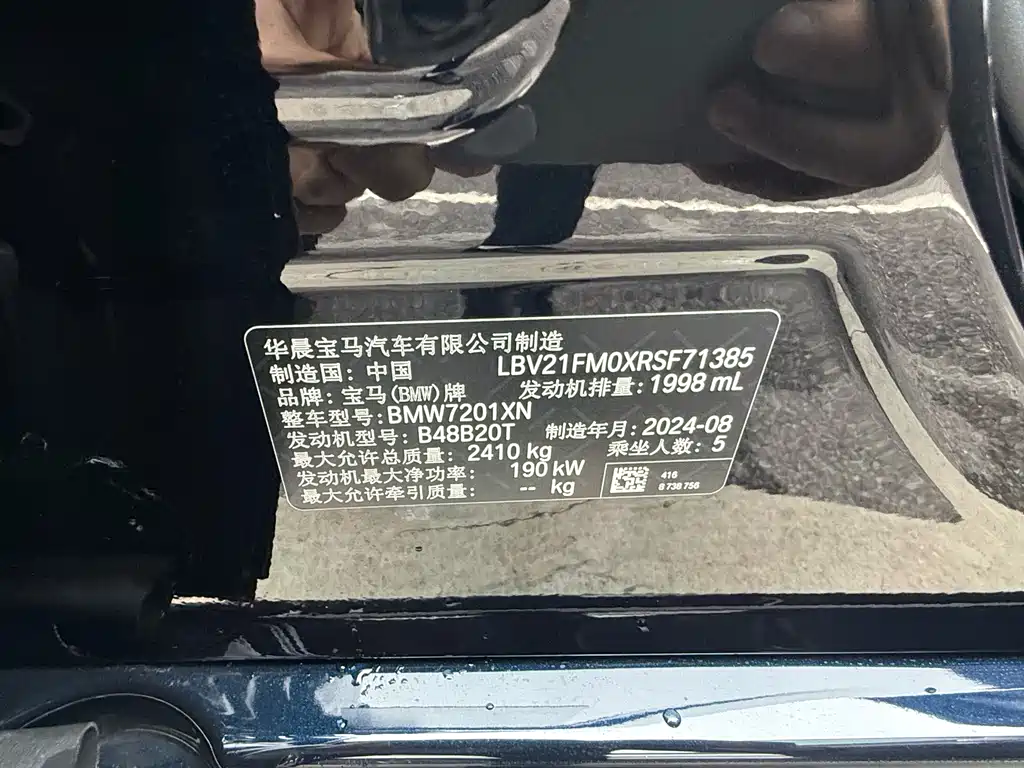 华晨宝马汽车有限公司制造
制造国: 中国 LBV21FM0XRSF71385
品牌: 宝马(BMW)牌 发动机排量: 1998 mL
整车型号: BMW7201XN
发动机型号: B48B20T 制造年月: 2024-08
最大允许总质量: 2410 kg 乘坐人数: 5
发动机最大净功率: 190 kW
最大允许牵引质量: -- kg
416
8 738 756